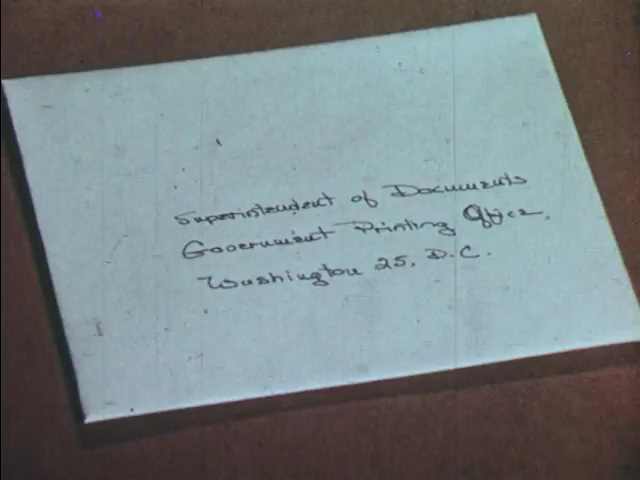 Superintendent of Documents
Government Printing Office,
Washington 25, D.C.